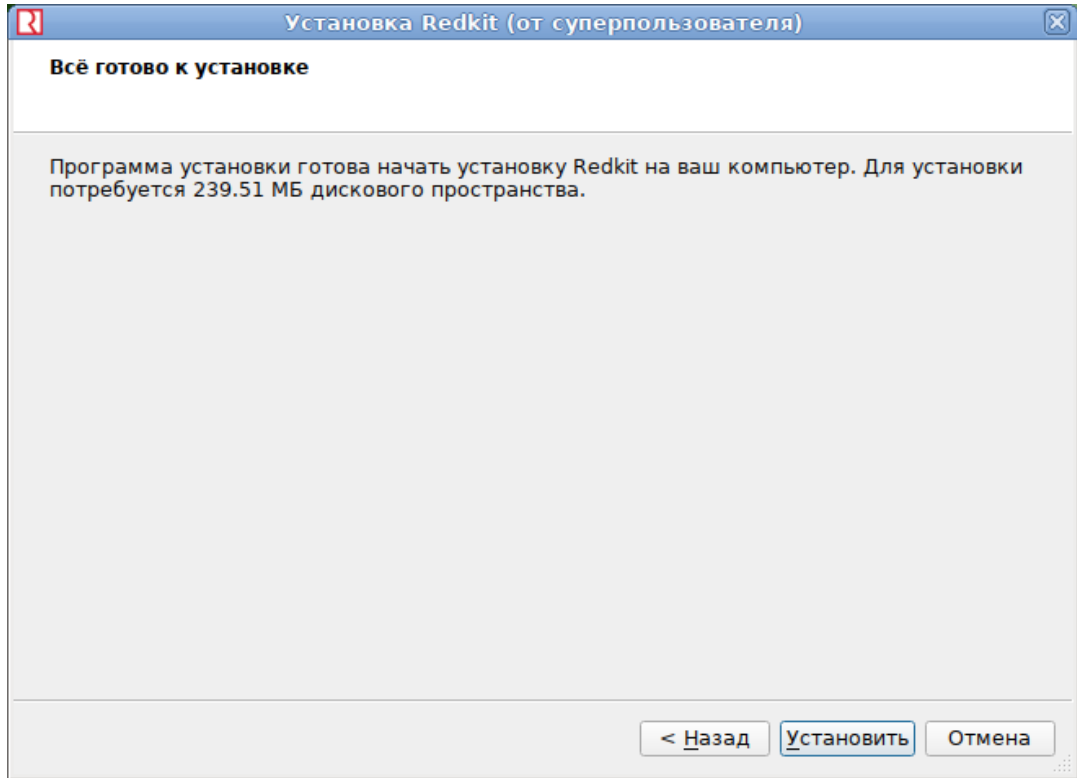 Установка Redkit (от суперпользователя)
Всё готово к установке
Программа установки готова начать установку Redkit на ваш компьютер. Для установки
потребуется 239.51 МБ дискового пространства.
< Назад Установить Отмена